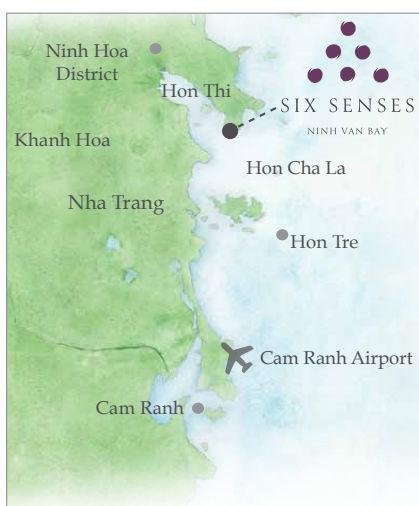 Ninh Hoa
District
Hon Thi
SIX SENSES
NINH VAN BAY
Khanh Hoa
Hon Cha La
Nha Trang
Hon Tre
Cam Ranh Airport
Cam Ranh